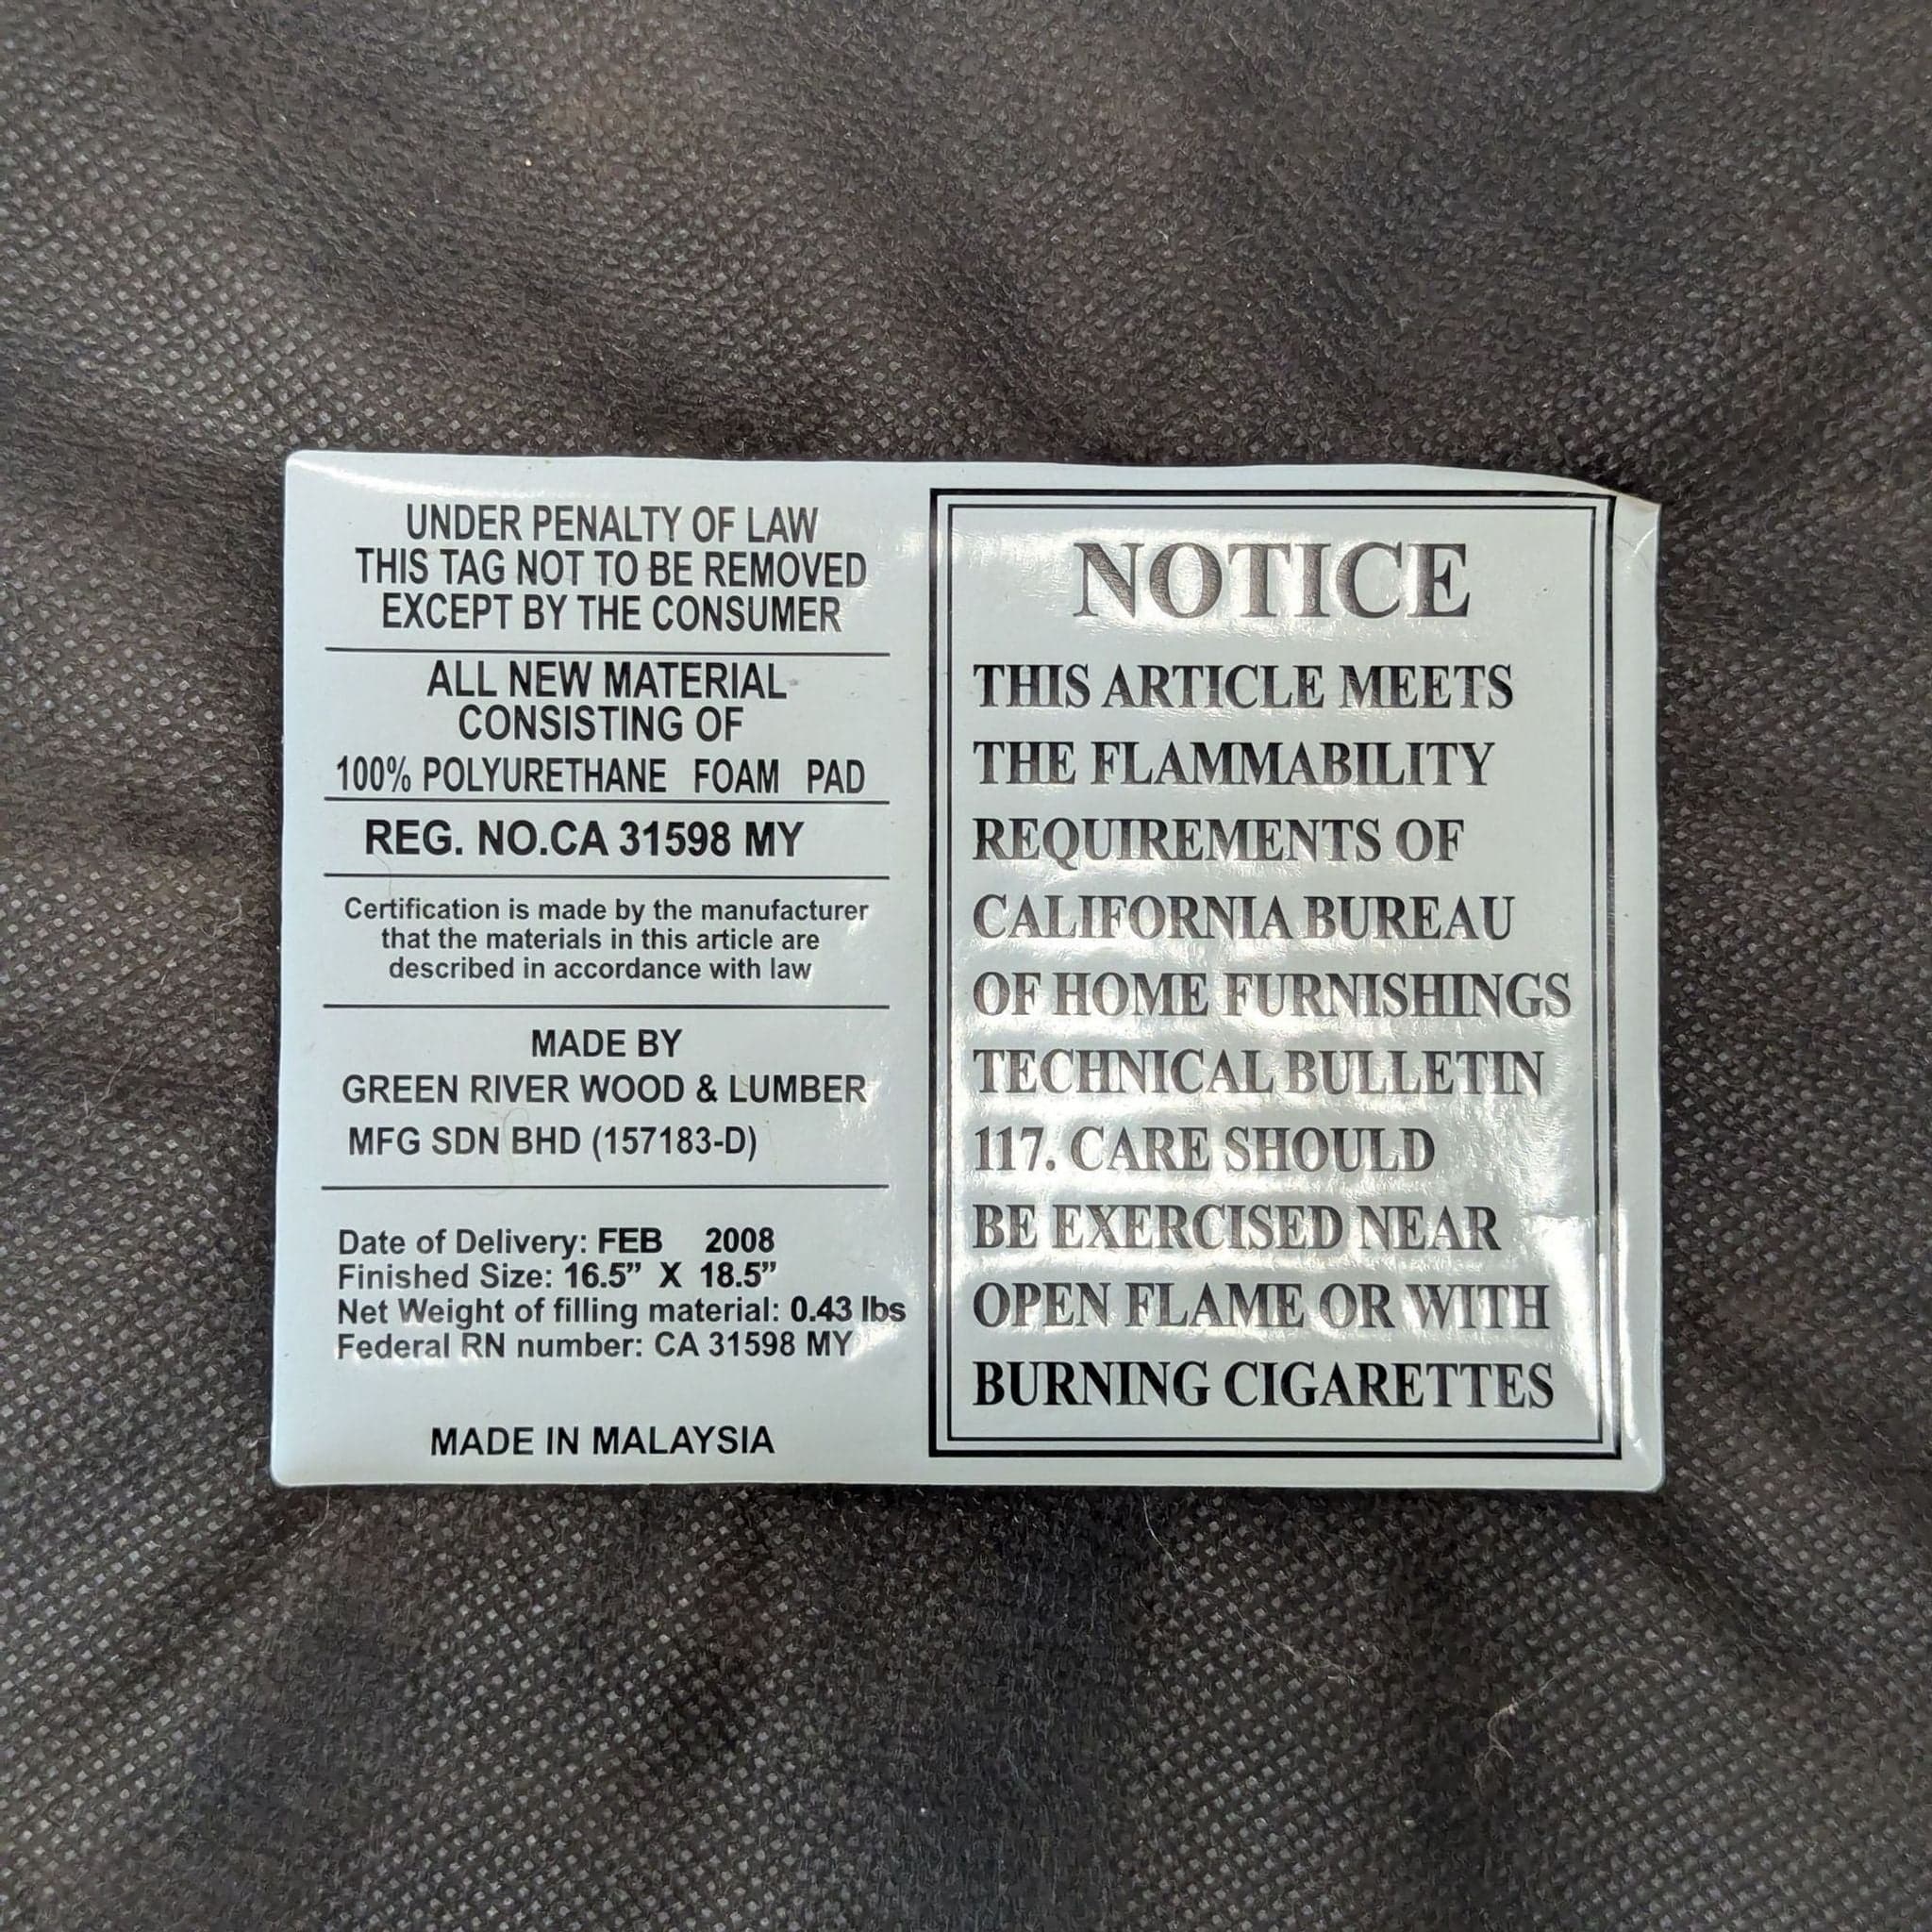 UNDER PENALTY OF LAW
THIS TAG NOT TO BE REMOVED
EXCEPT BY THE CONSUMER
ALL NEW MATERIAL
CONSISTING OF
100% POLYURETHANE FOAM PAD
REG. NO.CA 31598 MY
Certification is made by the manufacturer
that the materials in this article are
described in accordance with law
MADE BY
GREEN RIVER WOOD & LUMBER
MFG SDN BHD (157183-D)
Date of Delivery: FEB 2008
Finished Size: 16.5” X 18.5”
Net Weight of filling material: 0.43 lbs
Federal RN number: CA 31598 MY
MADE IN MALAYSIA
NOTICE
THIS ARTICLE MEETS
THE FLAMMABILITY
REQUIREMENTS OF
CALIFORNIA BUREAU
OF HOME FURNISHINGS
TECHNICAL BULLETIN
117. CARE SHOULD
BE EXERCISED NEAR
OPEN FLAME OR WITH
BURNING CIGARETTES